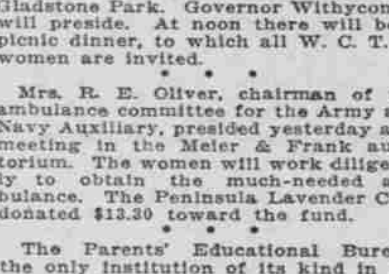 Gladstone Park. Governor Withycom
will preside. At noon there will be
picnic dinner, to which all W. C. T.
women are invited.
* * *
Mrs. R. E. Oliver, chairman of
ambulance committee for the Army a
Navy Auxiliary, presided yesterday a
meeting in the Meier & Frank au
torium. The women will work dilige
ly to obtain the much-needed a
bulance. The Peninsula Lavender C
donated $13.30 toward the fund.
* * *
The Parents' Educational Bur
the only institution of its kind in